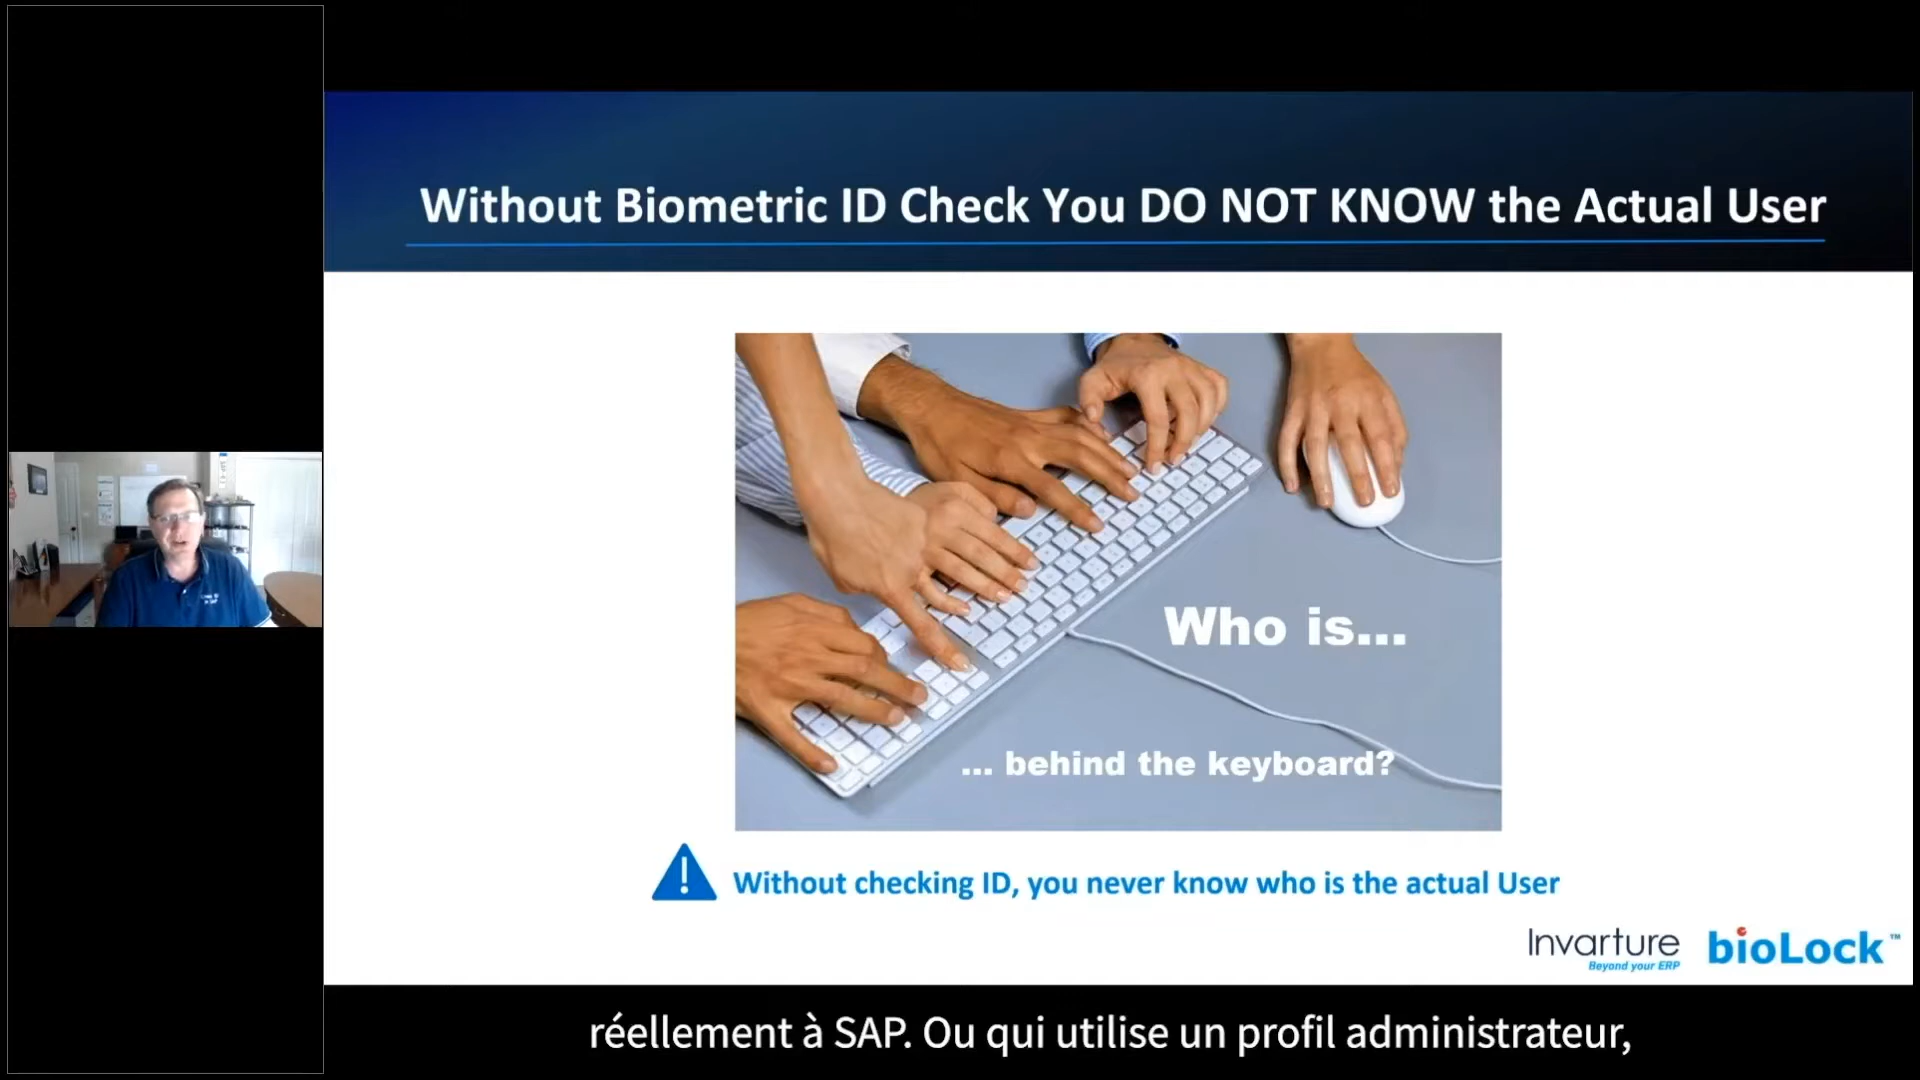 Without Biometric ID Check You DO NOT KNOW the Actual User
Who is...
... behind the keyboard?
Without checking ID, you never know who is the actual User
Invarture
Beyond your ERP
bioLock™
réellement à SAP. Ou qui utilise un profil administrateur,